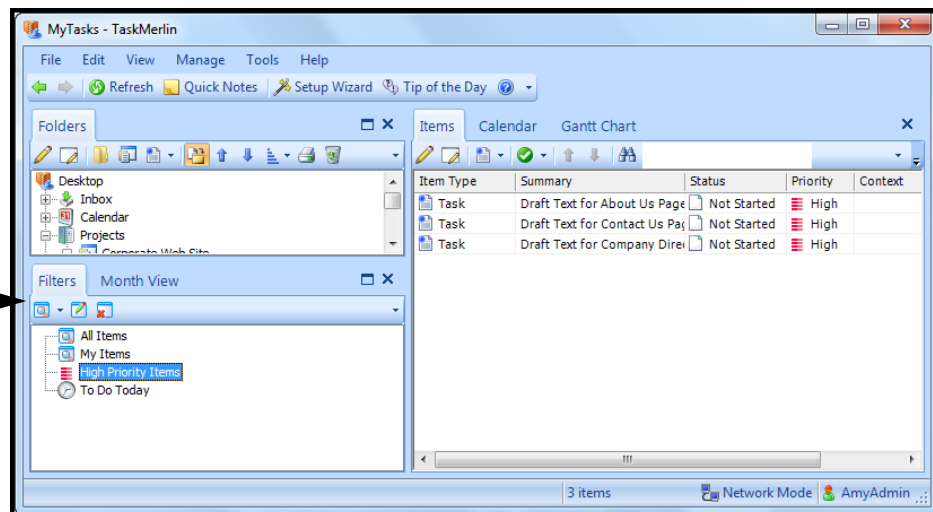 MyTasks - TaskMerlin
File Edit View Manage Tools Help
Refresh Quick Notes Setup Wizard Tip of the Day
Folders
Desktop
Inbox
Calendar
Projects
Corporate Web Site
Filters Month View
All Items
My Items
High Priority Items
To Do Today
Items Calendar Gantt Chart
Item Type Summary Status Priority Context
Task Draft Text for About Us Page Not Started High
Task Draft Text for Contact Us Pag Not Started High
Task Draft Text for Company Dire Not Started High
3 items Network Mode AmyAdmin